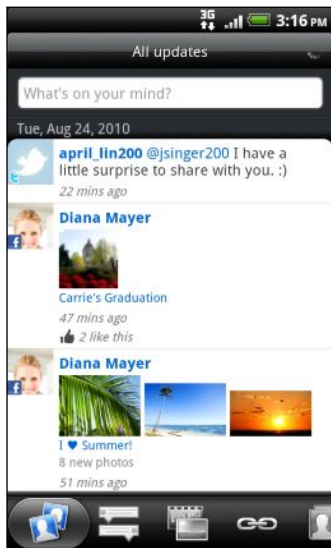 3G
3:16 PM
All updates
What's on your mind?
Tue, Aug 24, 2010
april_lin200 @jsinger200 I have a
little surprise to share with you. :)
22 mins ago
Diana Mayer
Carrie's Graduation
47 mins ago
2 like this
Diana Mayer
I ♥ Summer!
8 new photos
51 mins ago